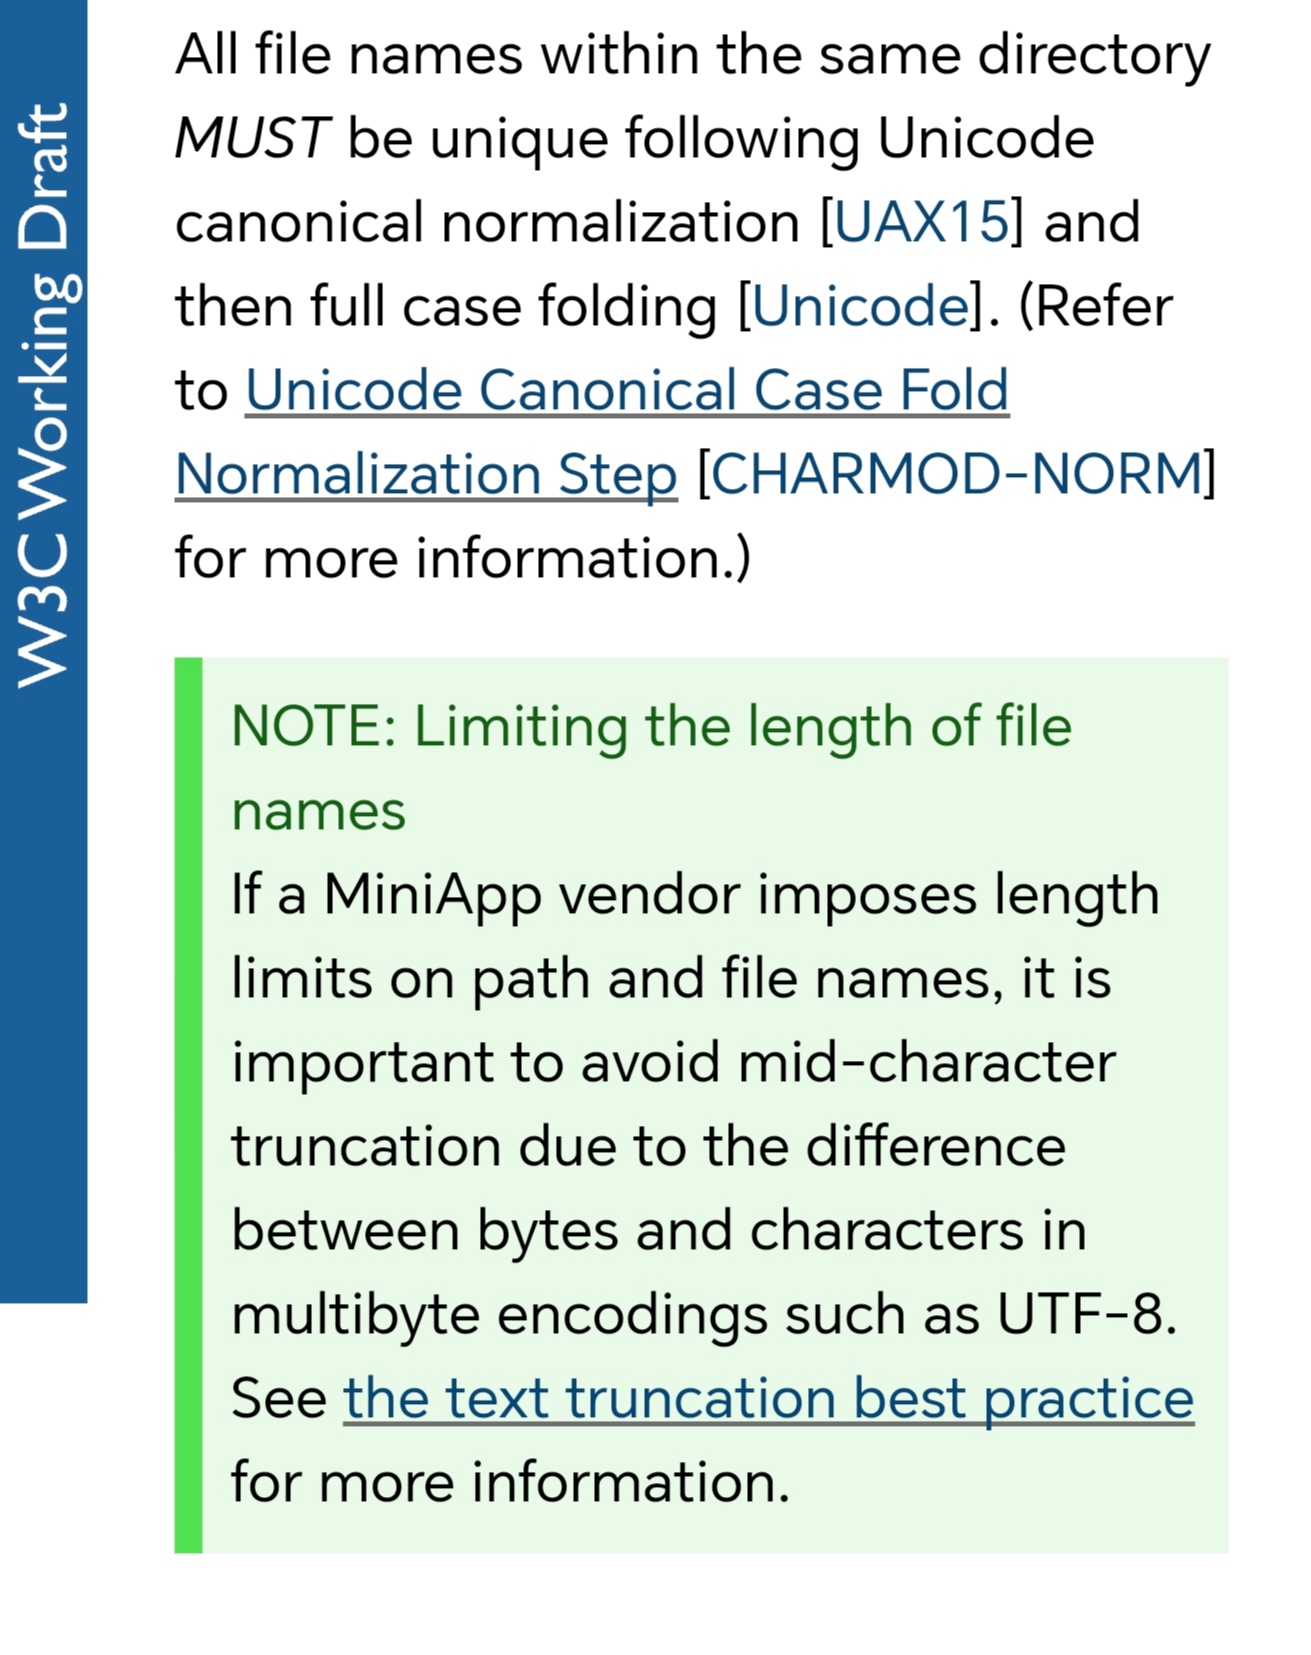 W3C Working Draft
All file names within the same directory
MUST be unique following Unicode
canonical normalization [UAX15] and
then full case folding [Unicode]. (Refer
to Unicode Canonical Case Fold
Normalization Step [CHARMOD-NORM]
for more information.)
NOTE: Limiting the length of file
names
If a MiniApp vendor imposes length
limits on path and file names, it is
important to avoid mid-character
truncation due to the difference
between bytes and characters in
multibyte encodings such as UTF-8.
See the text truncation best practice
for more information.